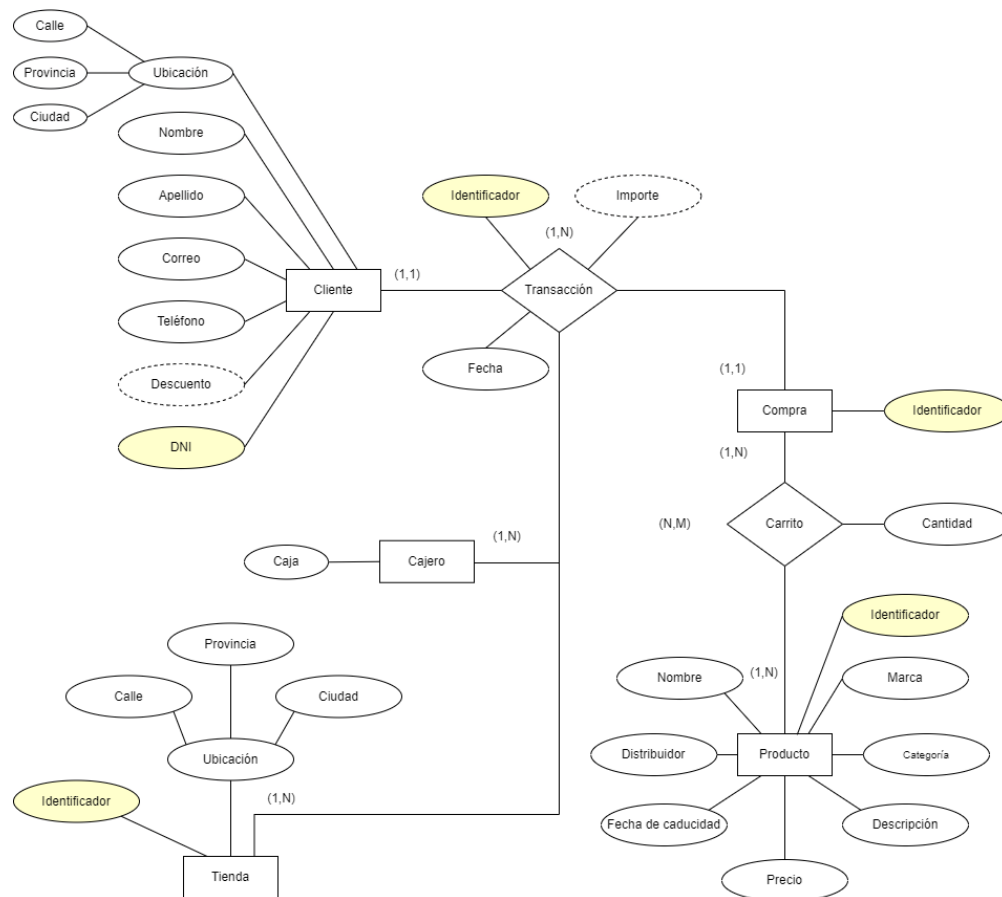 Calle
Provincia
Ubicación
Ciudad
Nombre
Apellido
Identificador
Importe
(1,N)
Correo
(1,1)
Cliente
Transacción
Teléfono
Fecha
Descuento
(1,1)
Compra
Identificador
DNI
(1,N)
(N,M)
Carrito
Cantidad
(1,N)
Caja
Cajero
Provincia
Identificador
Calle
Ciudad
Nombre
(1,N)
Marca
Ubicación
Distribuidor
Producto
Categoría
Identificador
(1,N)
Fecha de caducidad
Descripción
Tienda
Precio